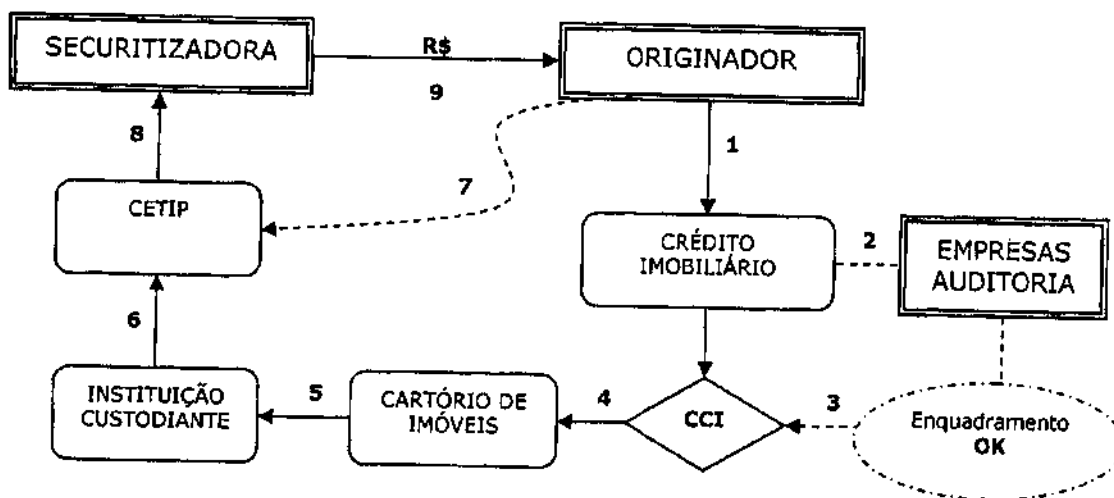 SECURITIZADORA
R$
ORIGINADOR
9
8
1
7
CETIP
CRÉDITO
IMOBILIÁRIO
2
EMPRESAS
AUDITORIA
6
INSTITUIÇÃO
CUSTODIANTE
5
CARTÓRIO DE
IMÓVEIS
4
CCI
3
Enquadramento
OK